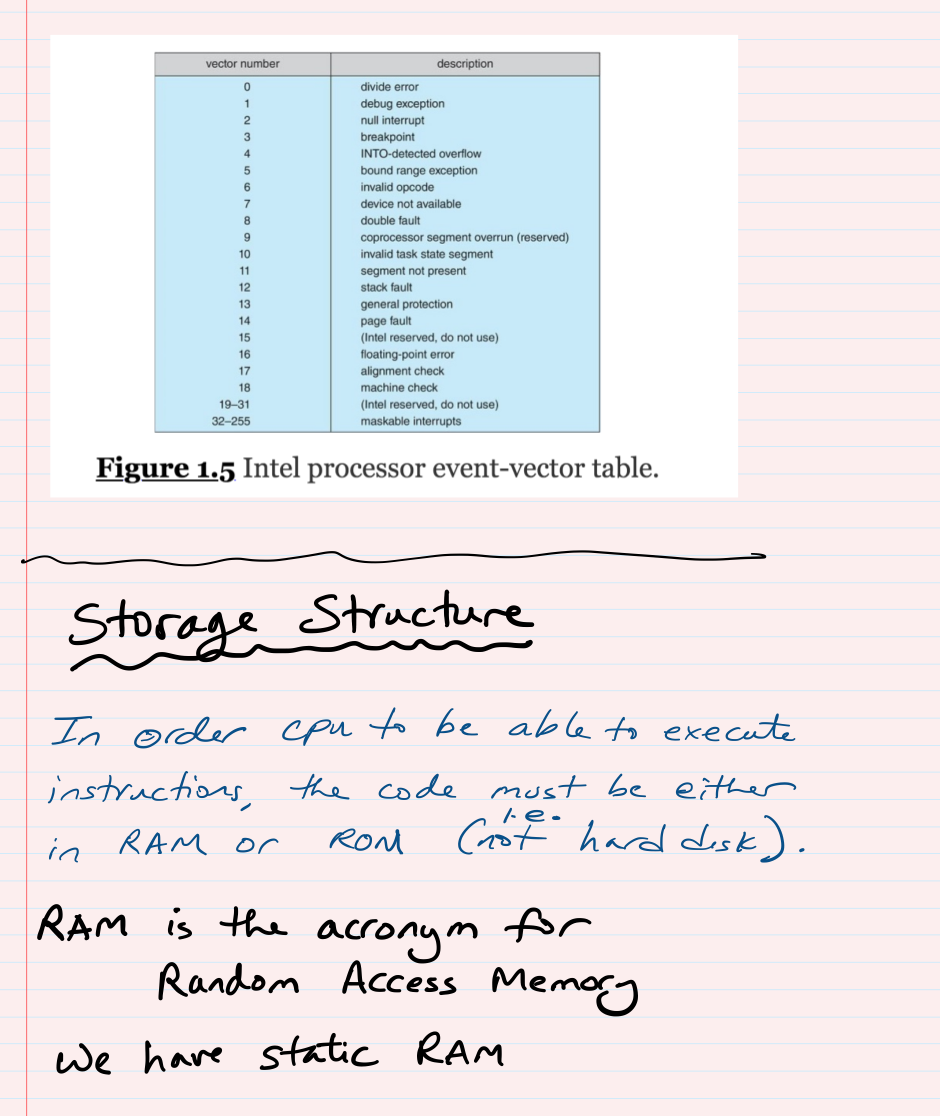 vector number description
0 divide error
1 debug exception
2 null interrupt
3 breakpoint
4 INTO-detected overflow
5 bound range exception
6 invalid opcode
7 device not available
8 double fault
9 coprocessor segment overrun (reserved)
10 invalid task state segment
11 segment not present
12 stack fault
13 general protection
14 page fault
15 (Intel reserved, do not use)
16 floating-point error
17 alignment check
18 machine check
19–31 (Intel reserved, do not use)
32–255 maskable interrupts
Figure 1.5 Intel processor event-vector table.
Storage Structure
In order cpu to be able to execute
instructions, the code must be either
i.e.
in RAM or ROM (not hard disk).
RAM is the acronym for
Random Access Memory
We have static RAM